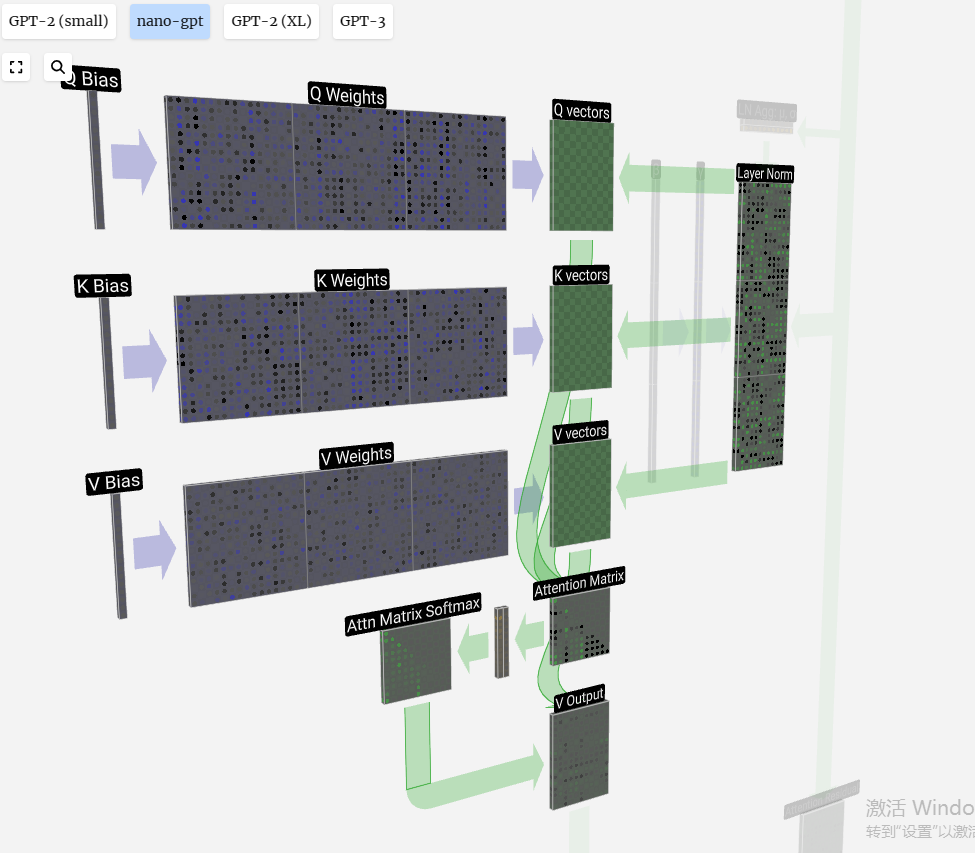 GPT-2 (small) nano-gpt GPT-2 (XL) GPT-3
Q Bias
Q Weights
Q vectors
Layer Norm
K Bias
K Weights
K vectors
V Bias
V Weights
V vectors
Attn Matrix Softmax
Attention Matrix
V Output
激活 Windo
转到"设置"以激活